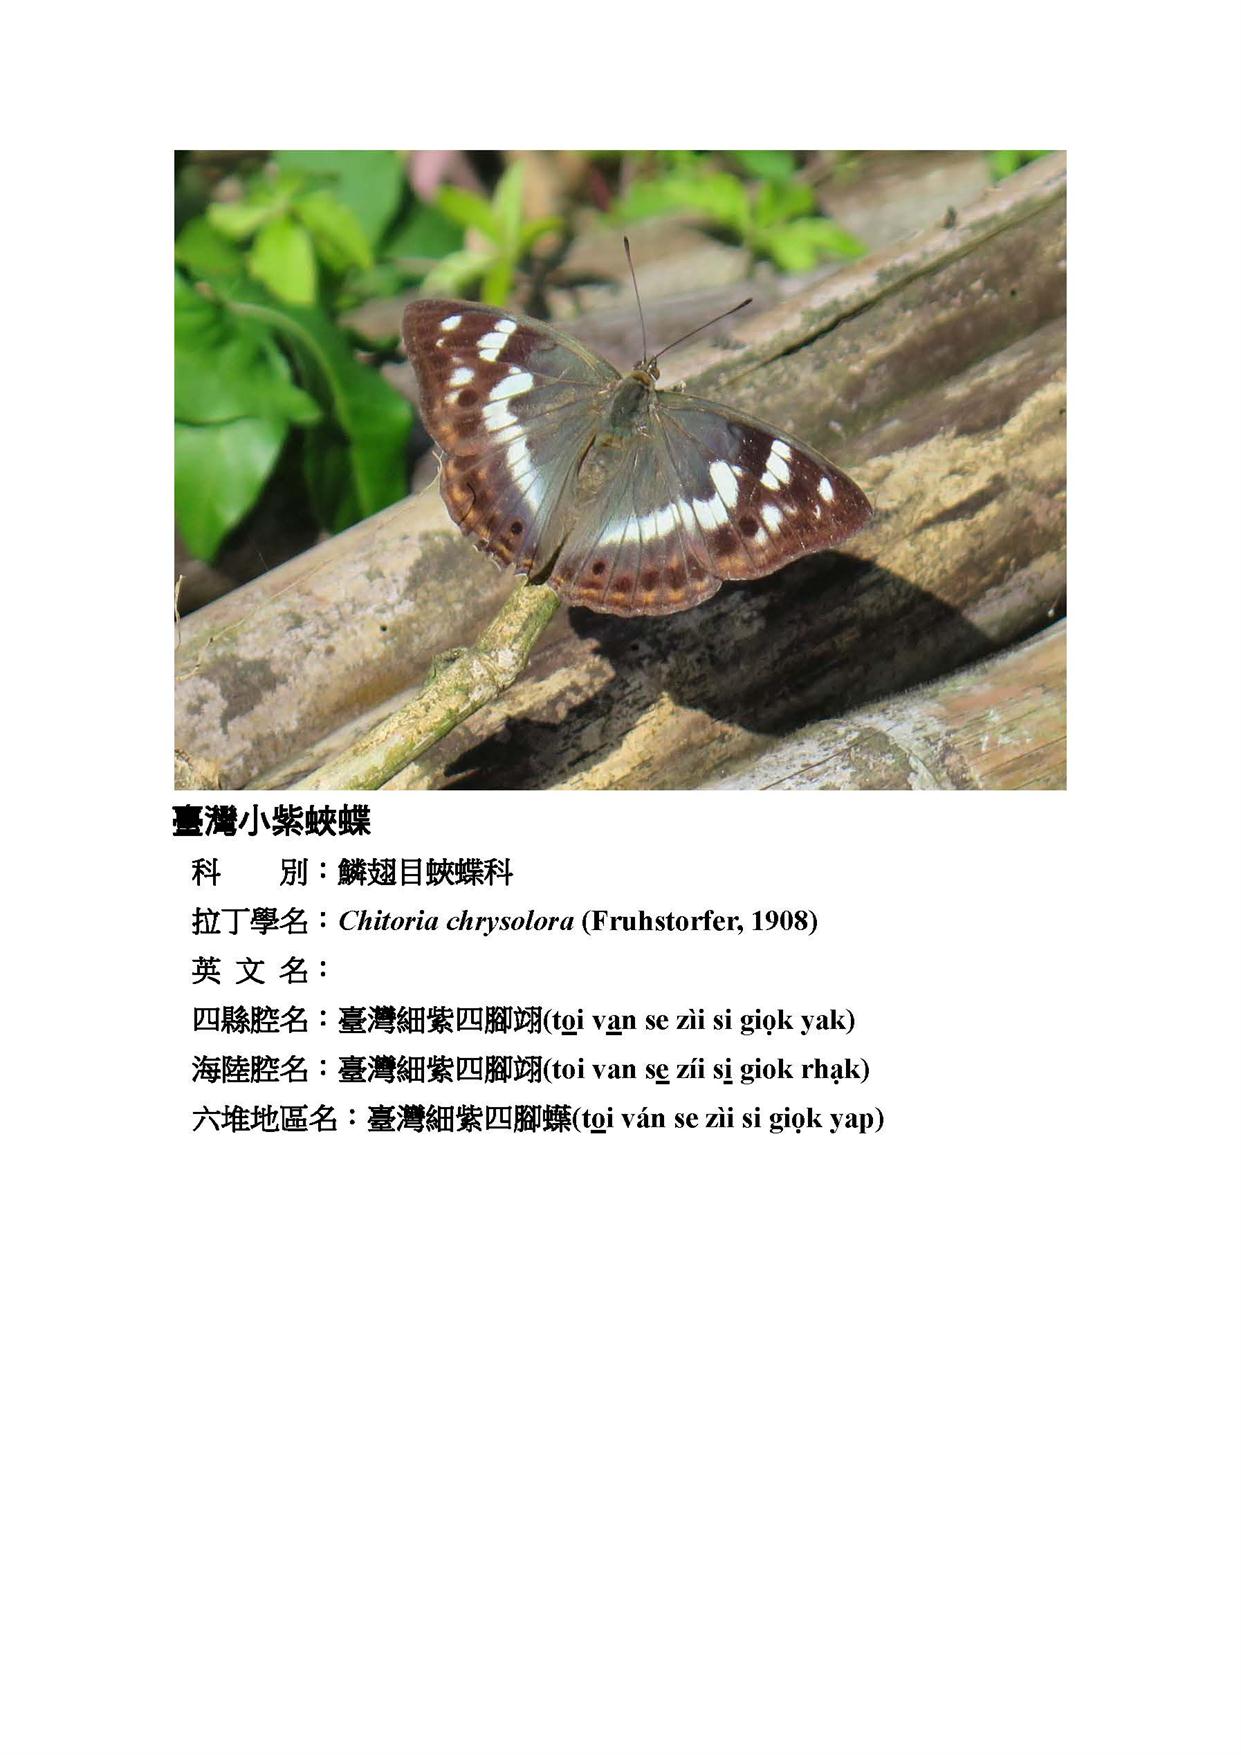 臺灣小紫蛺蝶
科　　別：鱗翅目蛺蝶科
拉丁學名：Chitoria chrysolora (Fruhstorfer, 1908)
英 文 名：
四縣腔名：臺灣細紫四腳翊(to̲i va̲n se zìi si giọk yak)
海陸腔名：臺灣細紫四腳翊(toi van se̲ zíi si̲ giok rhạk)
六堆地區名：臺灣細紫四腳蟝(to̲i ván se zìi si giọk yap)